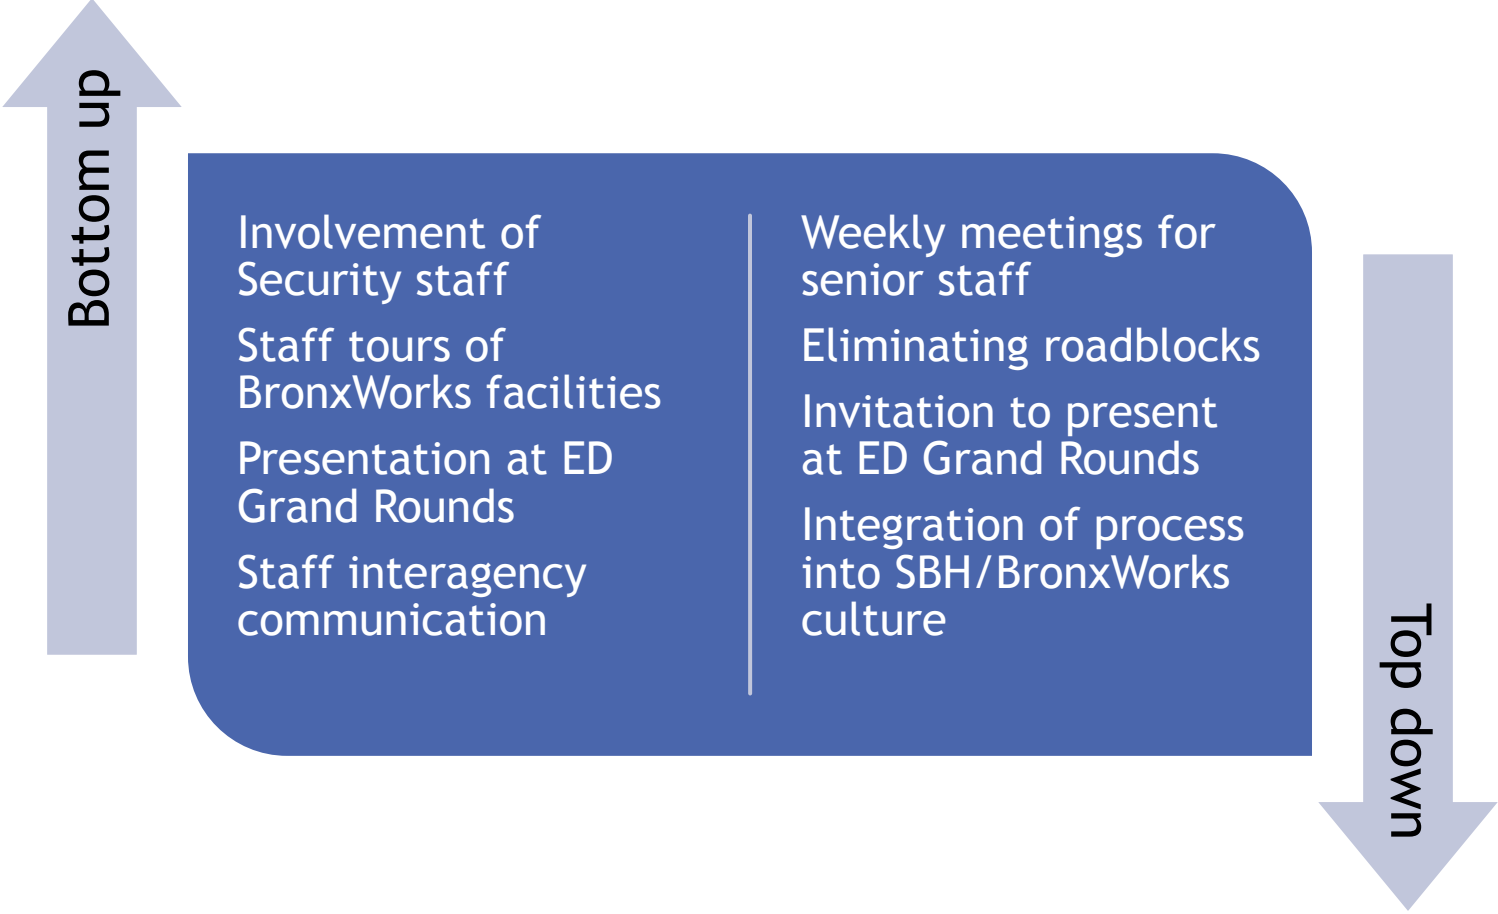 Bottom up
Involvement of
Security staff
Staff tours of
BronxWorks facilities
Presentation at ED
Grand Rounds
Staff interagency
communication
Weekly meetings for
senior staff
Eliminating roadblocks
Invitation to present
at ED Grand Rounds
Integration of process
into SBH/BronxWorks
culture
Top down